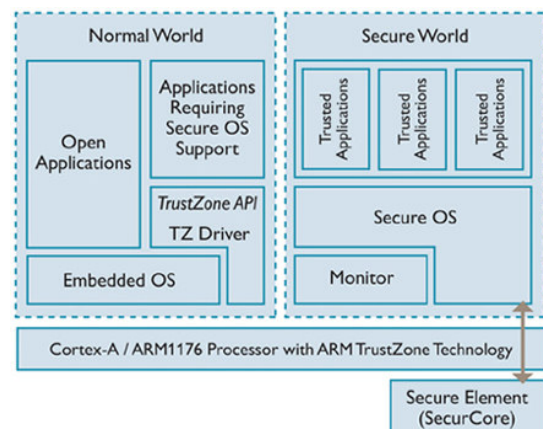 Normal World
Open
Applications
Applications
Requiring
Secure OS
Support
TrustZone API
TZ Driver
Embedded OS
Secure World
Trusted
Applications
Trusted
Applications
Trusted
Applications
Secure OS
Monitor
Cortex-A / ARM1176 Processor with ARM TrustZone Technology
Secure Element
(SecurCore)